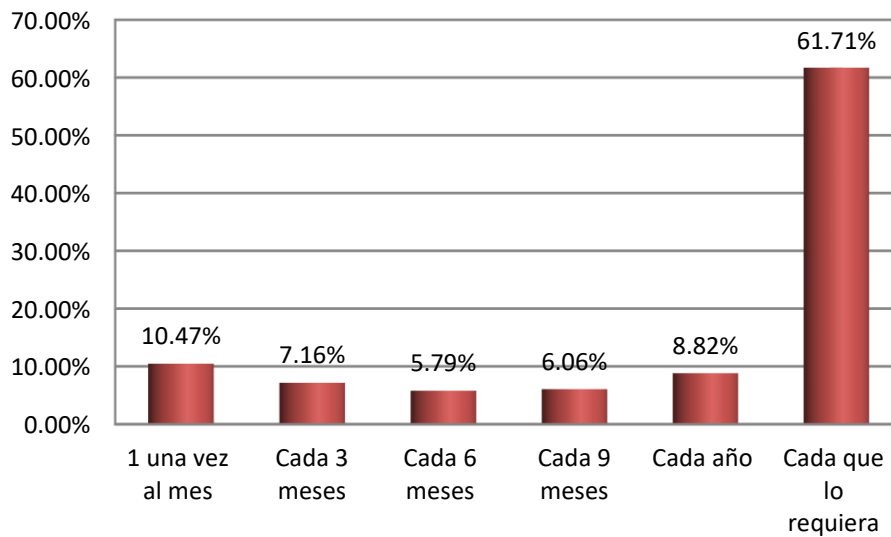 70.00%
60.00%
50.00%
40.00%
30.00%
20.00%
10.00%
0.00%
10.47%
7.16%
5.79%
6.06%
8.82%
61.71%
1 una vez
al mes
Cada 3
meses
Cada 6
meses
Cada 9
meses
Cada año
Cada que
lo
requiera